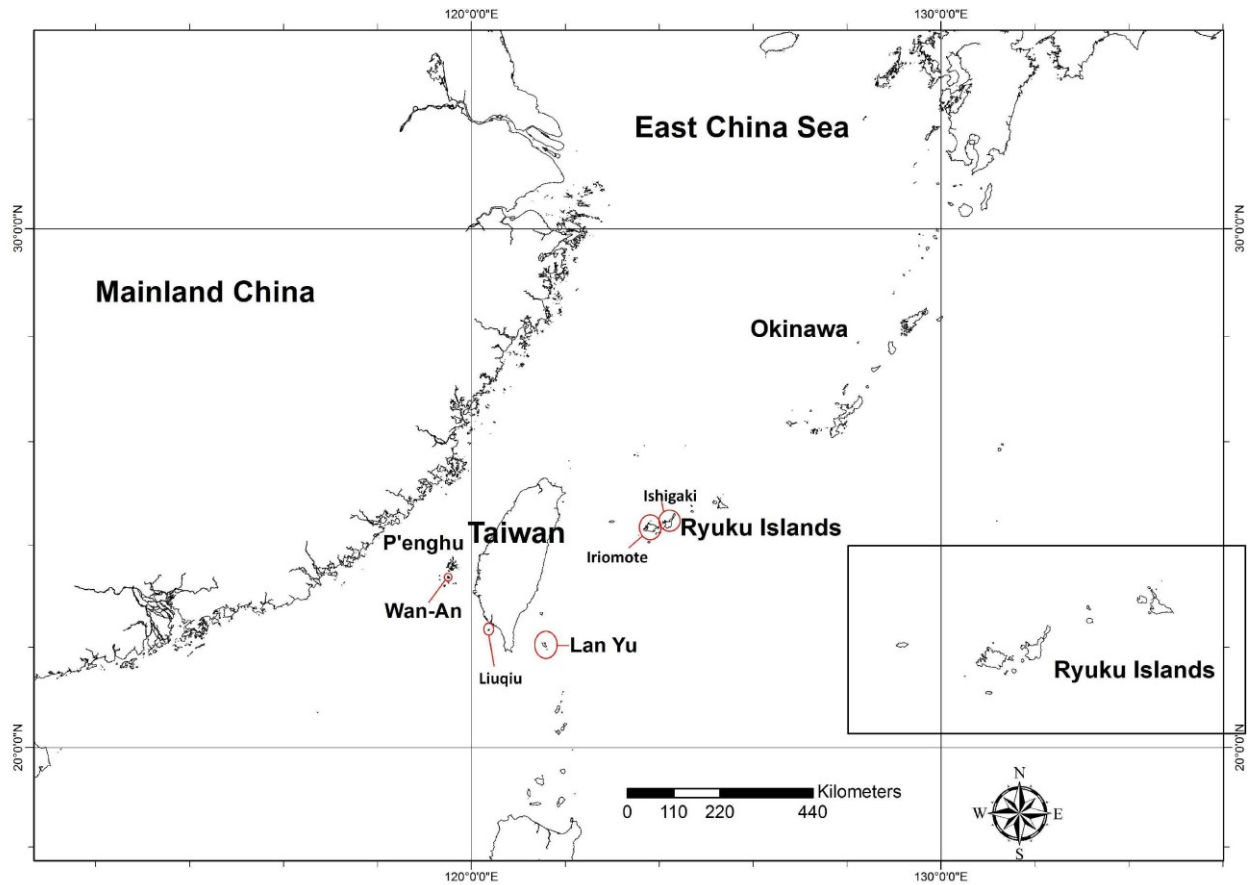 120°0'0"E
130°0'0"E
East China Sea
30°0'0"N
30°0'0"N
Mainland China
Okinawa
Ishigaki
Taiwan
Ryuku Islands
P'enghu
Iriomote
Wan-An
Lan Yu
Liuqiu
Ryuku Islands
20°0'0"N
20°0'0"N
N
Kilometers
0 110 220 440
W
E
S
120°0'0"E
130°0'0"E